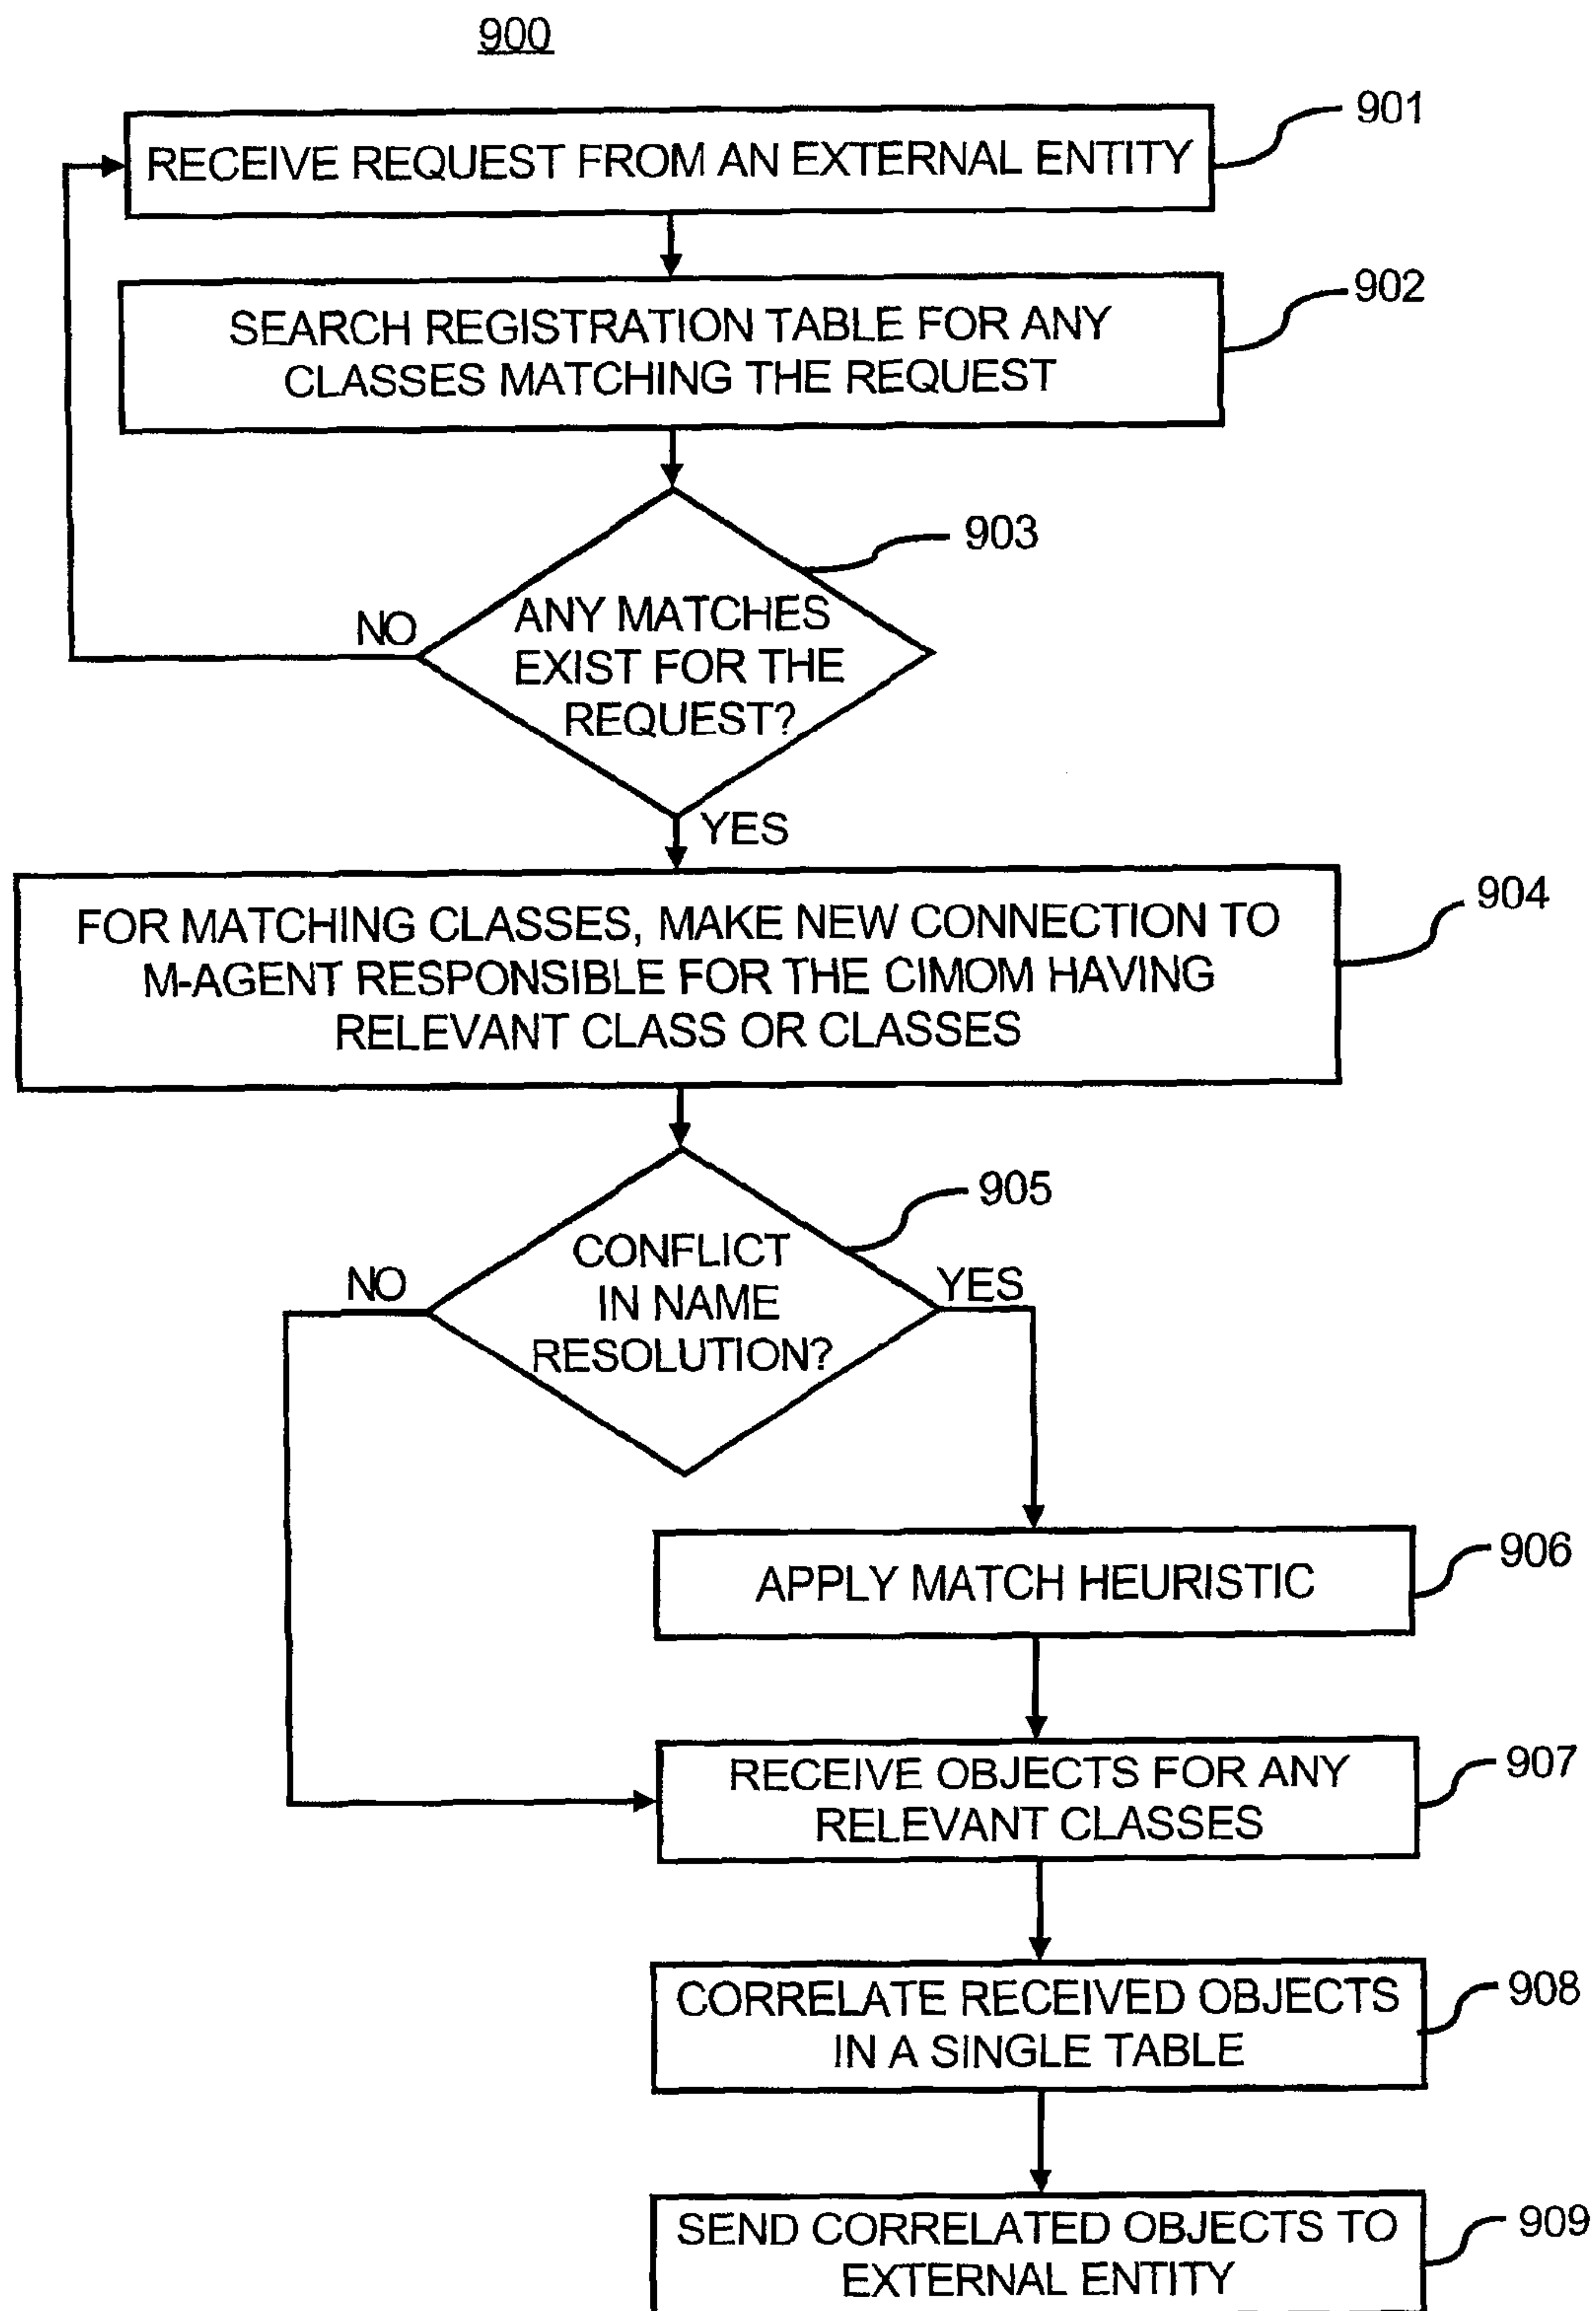 900
901
RECEIVE REQUEST FROM AN EXTERNAL ENTITY
902
SEARCH REGISTRATION TABLE FOR ANY
CLASSES MATCHING THE REQUEST
903
NO
ANY MATCHES
EXIST FOR THE
REQUEST?
YES
904
FOR MATCHING CLASSES, MAKE NEW CONNECTION TO
M-AGENT RESPONSIBLE FOR THE CIMOM HAVING
RELEVANT CLASS OR CLASSES
905
NO
CONFLICT
IN NAME
RESOLUTION?
YES
906
APPLY MATCH HEURISTIC
907
RECEIVE OBJECTS FOR ANY
RELEVANT CLASSES
908
CORRELATE RECEIVED OBJECTS
IN A SINGLE TABLE
909
SEND CORRELATED OBJECTS TO
EXTERNAL ENTITY